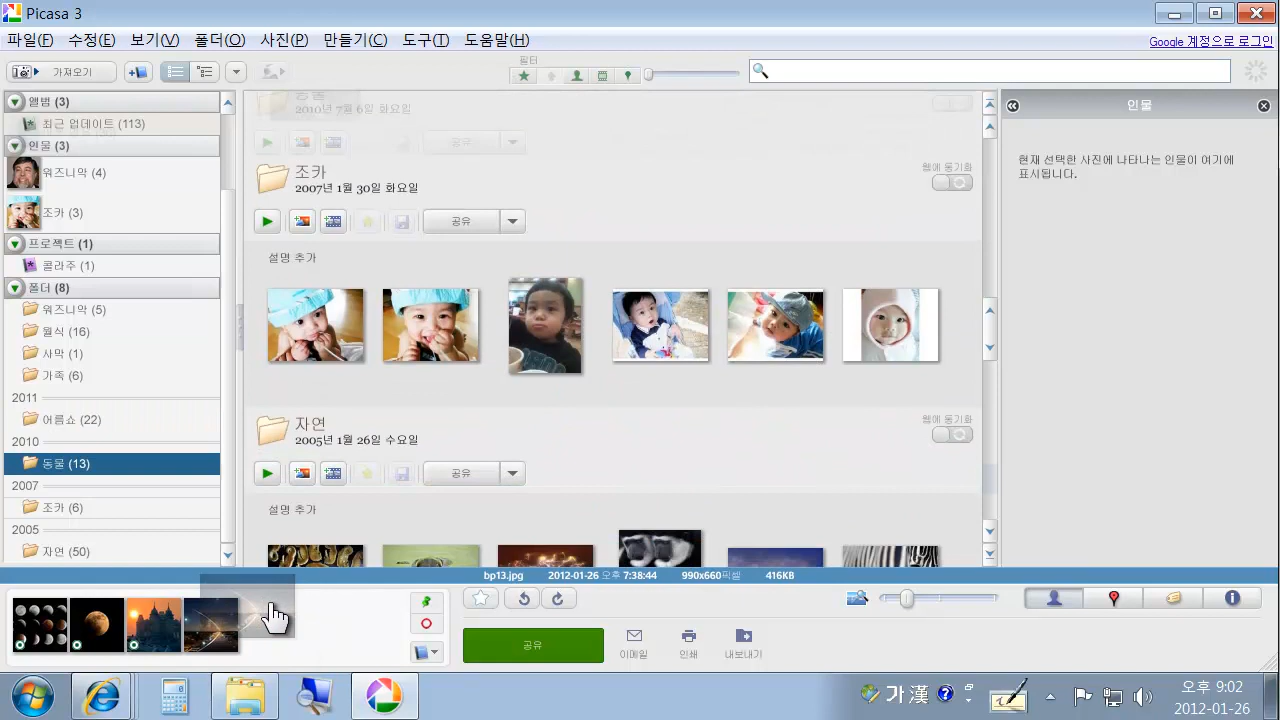 Picasa 3
파일(F) 수정(E) 보기(V) 폴더(O) 사진(P) 만들기(C) 도구(T) 도움말(H)
Google 계정으로 로그인
가져오기
필터
앨범 (3)
최근 업데이트 (113)
인물 (3)
워즈니악 (4)
조카 (3)
프로젝트 (1)
콜라주 (1)
폴더 (8)
워즈니악 (5)
월식 (16)
사막 (1)
가족 (6)
2011
어름쇼 (22)
2010
동물 (13)
2007
조카 (6)
2005
자연 (50)
동물
2010년 7월 6일 화요일
공유
조카
웹에 동기화
2007년 1월 30일 화요일
공유
설명 추가
자연
웹에 동기화
2005년 1월 26일 수요일
공유
설명 추가
인물
현재 선택한 사진에 나타나는 인물이 여기에
표시됩니다.
bp13.jpg 2012-01-26 오후 7:38:44 990x660픽셀 416KB
공유
이메일
인쇄
내보내기
가 漢
오후 9:02
2012-01-26